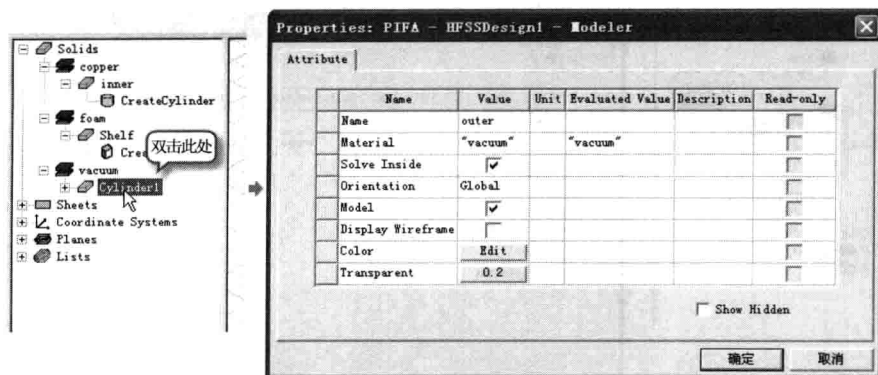 Solids
copper
inner
CreateCylinder
foam
Shelf
Crea
双击此处
vacuum
Cylinder1
Sheets
Coordinate Systems
Planes
Lists
Properties: PIFA - HFSSDesign1 - Modeler
Attribute
Name Value Unit Evaluated Value Description Read-only
Name outer
Material "vacuum" "vacuum"
Solve Inside
Orientation Global
Model
Display Wireframe
Color Edit
Transparent 0.2
Show Hidden
确定 取消